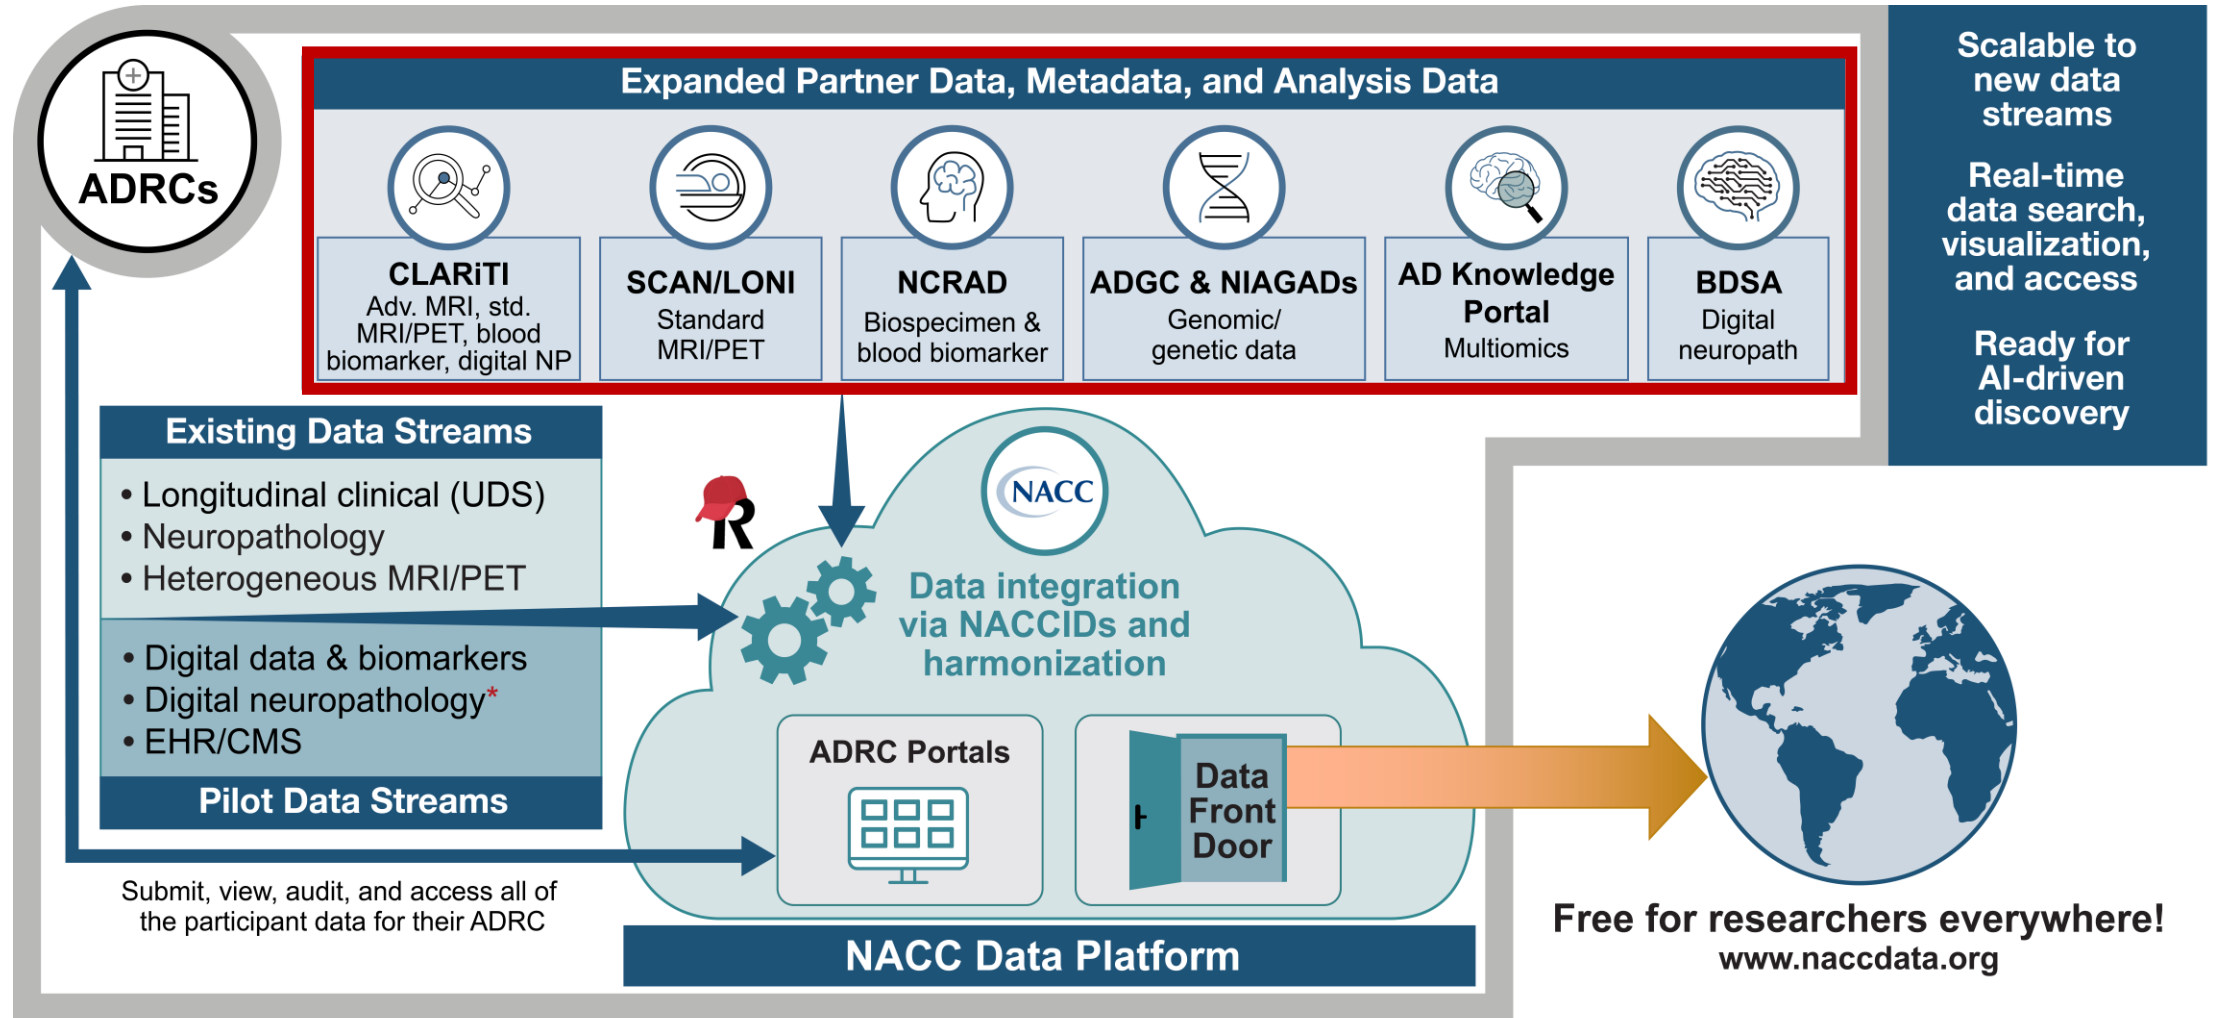 ADRCs
Expanded Partner Data, Metadata, and Analysis Data
CLARiTI
Adv. MRI, std.
MRI/PET, blood
biomarker, digital NP
SCAN/LONI
Standard
MRI/PET
NCRAD
Biospecimen &
blood biomarker
ADGC & NIAGADs
Genomic/
genetic data
AD Knowledge
Portal
Multiomics
BDSA
Digital
neuropath
Scalable to
new data
streams
Real-time
data search,
visualization,
and access
Ready for
AI-driven
discovery
Existing Data Streams
• Longitudinal clinical (UDS)
• Neuropathology
• Heterogeneous MRI/PET
• Digital data & biomarkers
• Digital neuropathology*
• EHR/CMS
Pilot Data Streams
Submit, view, audit, and access all of
the participant data for their ADRC
R
NACC
Data integration
via NACCIDs and
harmonization
ADRC Portals
Data
Front
Door
NACC Data Platform
Free for researchers everywhere!
www.naccdata.org